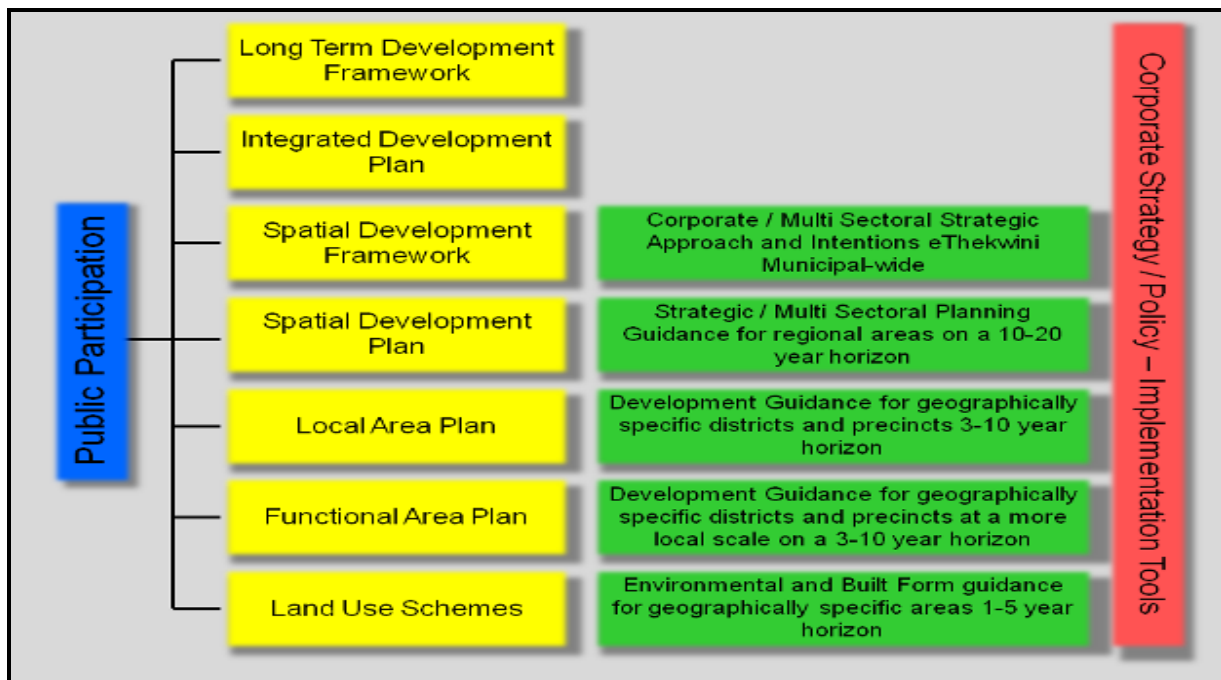 Public Participation
Long Term Development
Framework
Integrated Development
Plan
Spatial Development
Framework
Corporate / Multi Sectoral Strategic
Approach and Intentions eThekwini
Municipal-wide
Spatial Development
Plan
Strategic / Multi Sectoral Planning
Guidance for regional areas on a 10-20
year horizon
Local Area Plan
Development Guidance for geographically
specific districts and precincts 3-10 year
horizon
Functional Area Plan
Development Guidance for geographically
specific districts and precincts at a more
local scale on a 3-10 year horizon
Land Use Schemes
Environmental and Built Form guidance
for geographically specific areas 1-5 year
horizon
Corporate Strategy / Policy – Implementation Tools